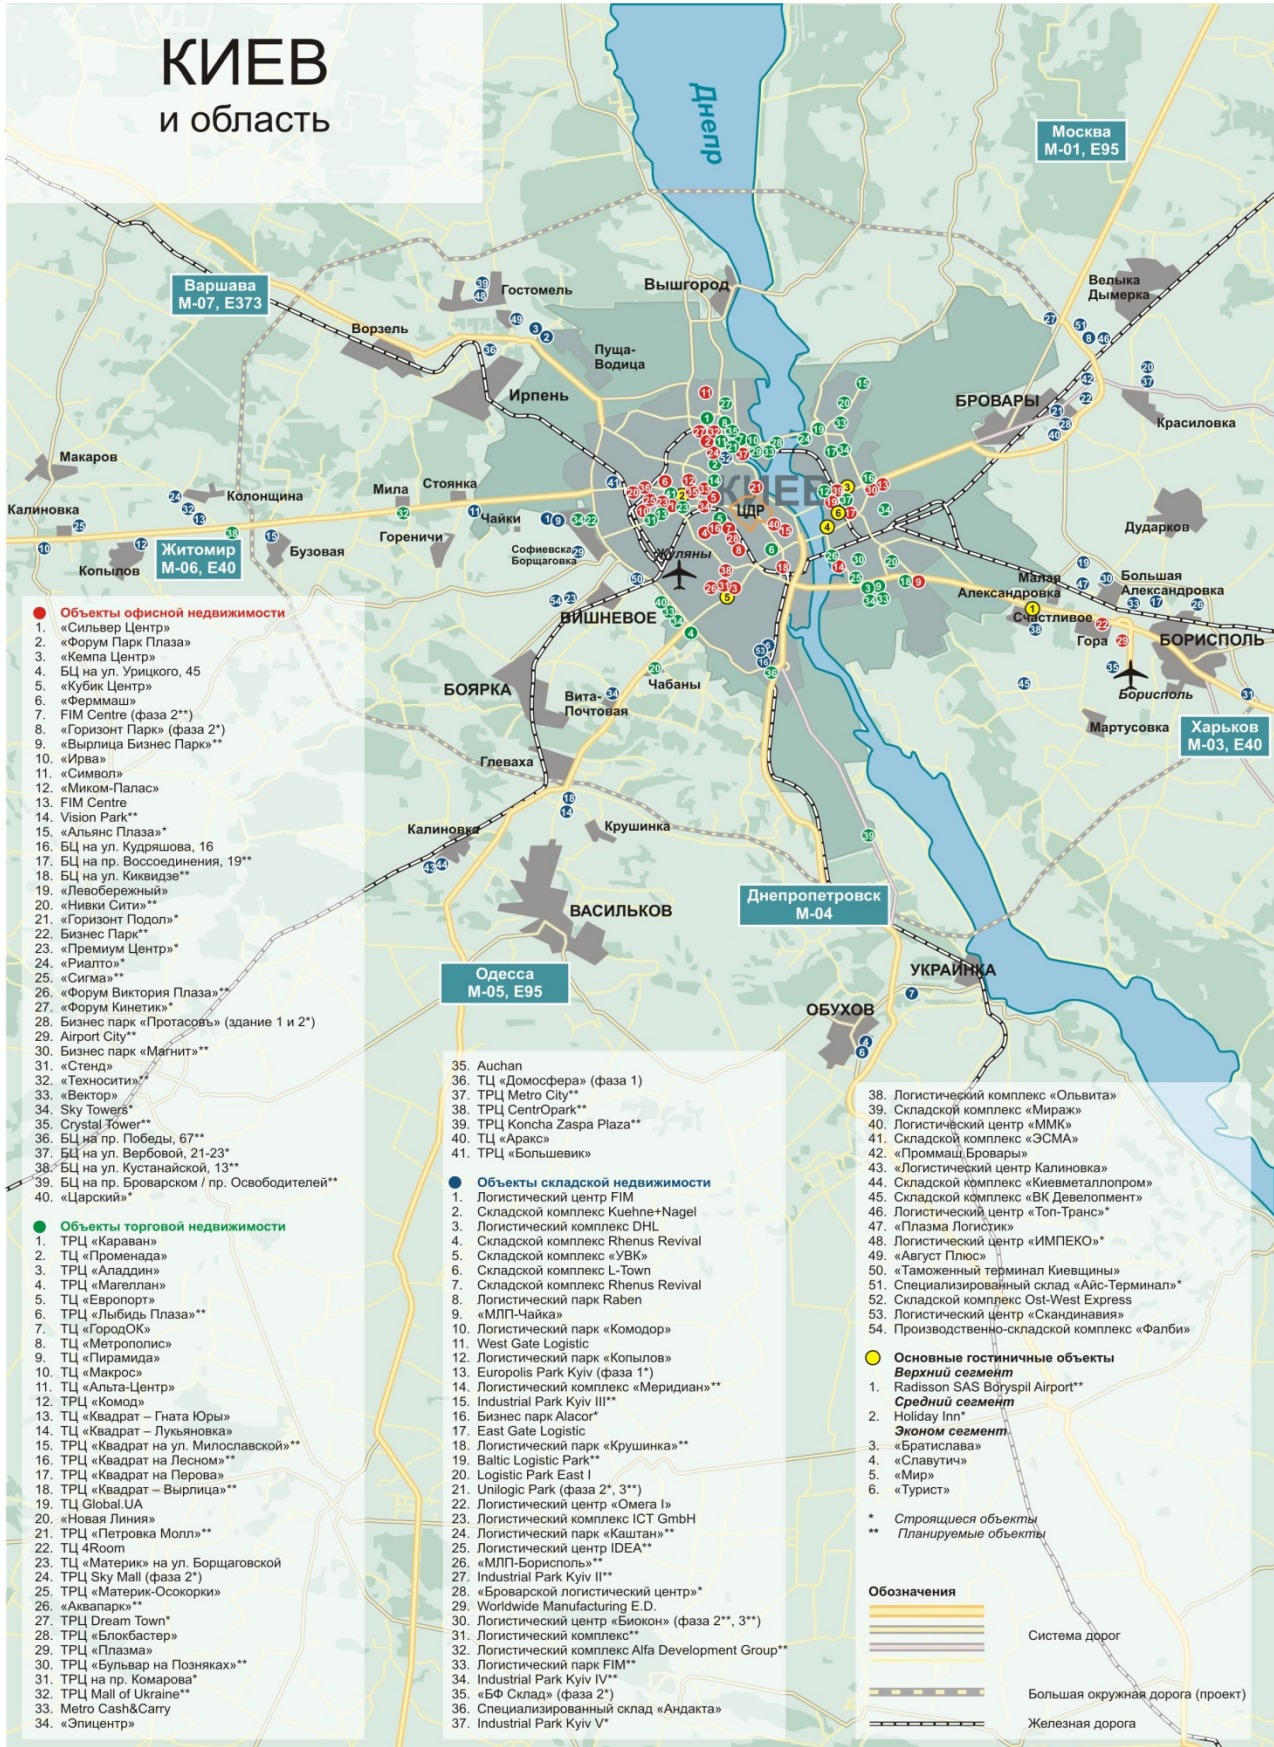 КИЕВ
и область
Днепр
Москва
М-01, Е95
Варшава
М-07, Е373
Гостомель
Вышгород
Велыка
Дымерка
Ворзель
Пуща-
Водица
Ирпень
БРОВАРЫ
Красиловка
Макаров
Колонщина
Мила
Стоянка
КИЕВ
ЦДР
Калиновка
Чайки
Гореничи
Дударков
Житомир
М-06, Е40
Бузовая
Копылов
Софиевска
Борщаговка
Жуляны
Малая
Александровка
Большая
Александровка
ВИШНЕВОЕ
Счастливое
Гора
БОРИСПОЛЬ
БОЯРКА
Чабаны
Вита-
Почтовая
Борисполь
Мартусовка
Харьков
М-03, Е40
Глеваха
Калиновка
Крушинка
Днепропетровск
М-04
ВАСИЛЬКОВ
Одесса
М-05, Е95
УКРАИНКА
ОБУХОВ
Объекты офисной недвижимости
1. «Сильвер Центр»
2. «Форум Парк Плаза»
3. «Кемпа Центр»
4. БЦ на ул. Урицкого, 45
5. «Кубик Центр»
6. «Ферммаш»
7. FIM Centre (фаза 2**)
8. «Горизонт Парк» (фаза 2*)
9. «Вырлица Бизнес Парк»**
10. «Ирва»
11. «Символ»
12. «Миком-Палас»
13. FIM Centre
14. Vision Park**
15. «Альянс Плаза»*
16. БЦ на ул. Кудряшова, 16
17. БЦ на пр. Воссоединения, 19**
18. БЦ на ул. Киквидзе**
19. «Левобережный»
20. «Нивки Сити»**
21. «Горизонт Подол»*
22. Бизнес Парк**
23. «Премиум Центр»*
24. «Риалто»*
25. «Сигма»**
26. «Форум Виктория Плаза»**
27. «Форум Кинетик»*
28. Бизнес парк «Протасовъ» (здание 1 и 2*)
29. Airport City**
30. Бизнес парк «Магнит»**
31. «Стенд»
32. «Техносити»**
33. «Вектор»
34. Sky Towers*
35. Crystal Tower**
36. БЦ на пр. Победы, 67**
37. БЦ на ул. Вербовой, 21-23*
38. БЦ на ул. Кустанайской, 13**
39. БЦ на пр. Броварском / пр. Освободителей**
40. «Царский»*
Объекты торговой недвижимости
1. ТРЦ «Караван»
2. ТЦ «Променада»
3. ТРЦ «Аладдин»
4. ТРЦ «Магеллан»
5. ТЦ «Европорт»
6. ТРЦ «Лыбидь Плаза»**
7. ТЦ «ГородОК»
8. ТЦ «Метрополис»
9. ТЦ «Пирамида»
10. ТЦ «Макрос»
11. ТЦ «Альта-Центр»
12. ТРЦ «Комод»
13. ТЦ «Квадрат – Гната Юры»
14. ТЦ «Квадрат – Лукьяновка»
15. ТРЦ «Квадрат на ул. Милославской»**
16. ТРЦ «Квадрат на Лесном»**
17. ТРЦ «Квадрат на Перова»
18. ТРЦ «Квадрат – Вырлица»**
19. ТЦ Global.UA
20. «Новая Линия»
21. ТРЦ «Петровка Молл»**
22. ТЦ 4Room
23. ТЦ «Материк» на ул. Борщаговской
24. ТРЦ Sky Mall (фаза 2*)
25. ТРЦ «Материк-Осокорки»
26. «Аквапарк»**
27. ТРЦ Dream Town*
28. ТРЦ «Блокбастер»
29. ТРЦ «Плазма»
30. ТРЦ «Бульвар на Позняках»**
31. ТРЦ на пр. Комарова*
32. ТРЦ Mall of Ukraine**
33. Metro Cash&Carry
34. «Эпицентр»
35. Auchan
36. ТЦ «Домосфера» (фаза 1)
37. ТРЦ Metro City**
38. ТРЦ CentrOpark**
39. ТРЦ Koncha Zaspa Plaza**
40. ТЦ «Аракс»
41. ТРЦ «Большевик»
Объекты складской недвижимости
1. Логистический центр FIM
2. Складской комплекс Kuehne+Nagel
3. Логистический комплекс DHL
4. Складской комплекс Rhenus Revival
5. Складской комплекс «УВК»
6. Складской комплекс L-Town
7. Складской комплекс Rhenus Revival
8. Логистический парк Raben
9. «МЛП-Чайка»
10. Логистический парк «Комодор»
11. West Gate Logistic
12. Логистический парк «Копылов»
13. Europolis Park Kyiv (фаза 1*)
14. Логистический комплекс «Меридиан»**
15. Industrial Park Kyiv III**
16. Бизнес парк Alacor*
17. East Gate Logistic
18. Логистический парк «Крушинка»**
19. Baltic Logistic Park**
20. Logistic Park East I
21. Unilogic Park (фаза 2*, 3**)
22. Логистический центр «Омега I»
23. Логистический комплекс ICT GmbH
24. Логистический парк «Каштан»**
25. Логистический центр IDEA**
26. «МЛП-Борисполь»**
27. Industrial Park Kyiv II**
28. «Броварской логистический центр»*
29. Worldwide Manufacturing E.D.
30. Логистический центр «Биокон» (фаза 2**, 3**)
31. Логистический комплекс**
32. Логистический комплекс Alfa Development Group**
33. Логистический парк FIM**
34. Industrial Park Kyiv IV**
35. «БФ Склад» (фаза 2*)
36. Специализированный склад «Андакта»
37. Industrial Park Kyiv V*
38. Логистический комплекс «Ольвита»
39. Складской комплекс «Мираж»
40. Логистический центр «ММК»
41. Складской комплекс «ЭСМА»
42. «Проммаш Бровары»
43. «Логистический центр Калиновка»
44. Складской комплекс «Киевметаллопром»
45. Складской комплекс «ВК Девелопмент»
46. Логистический центр «Топ-Транс»*
47. «Плазма Логистик»
48. Логистический центр «ИМПЕКО»*
49. «Август Плюс»
50. «Таможенный терминал Киевщины»
51. Специализированный склад «Айс-Терминал»*
52. Складской комплекс Ost-West Express
53. Логистический центр «Скандинавия»
54. Производственно-складской комплекс «Фалби»
Основные гостиничные объекты
Верхний сегмент
1. Radisson SAS Boryspil Airport**
Средний сегмент
2. Holiday Inn*
Эконом сегмент
3. «Братислава»
4. «Славутич»
5. «Мир»
6. «Турист»
* Строящиеся объекты
** Планируемые объекты
Обозначения
Система дорог
Большая окружная дорога (проект)
Железная дорога